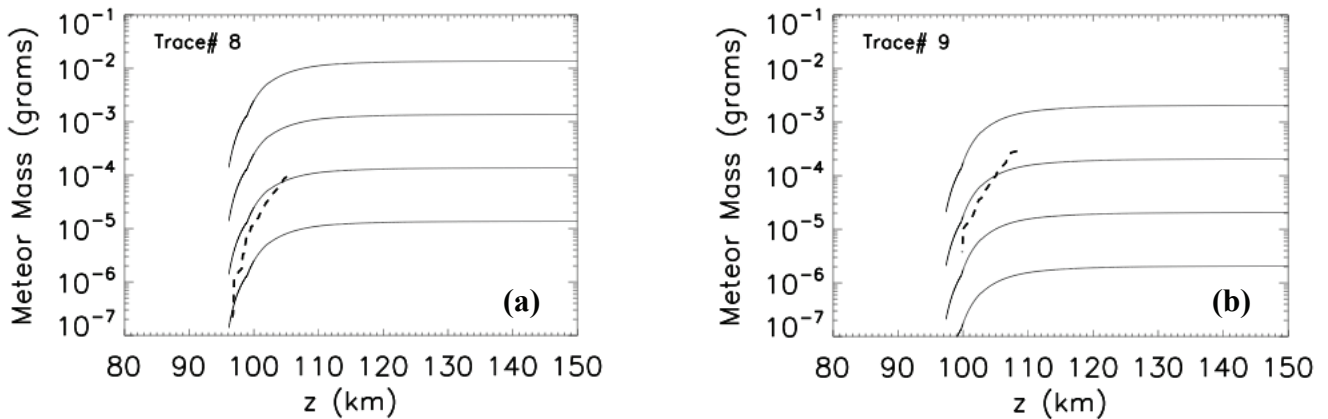 10⁻¹
10⁻²
10⁻³
10⁻⁴
10⁻⁵
10⁻⁶
10⁻⁷
Meteor Mass (grams)
Trace# 8
(a)
80 90 100 110 120 130 140 150
z (km)
10⁻¹
10⁻²
10⁻³
10⁻⁴
10⁻⁵
10⁻⁶
10⁻⁷
Meteor Mass (grams)
Trace# 9
(b)
80 90 100 110 120 130 140 150
z (km)